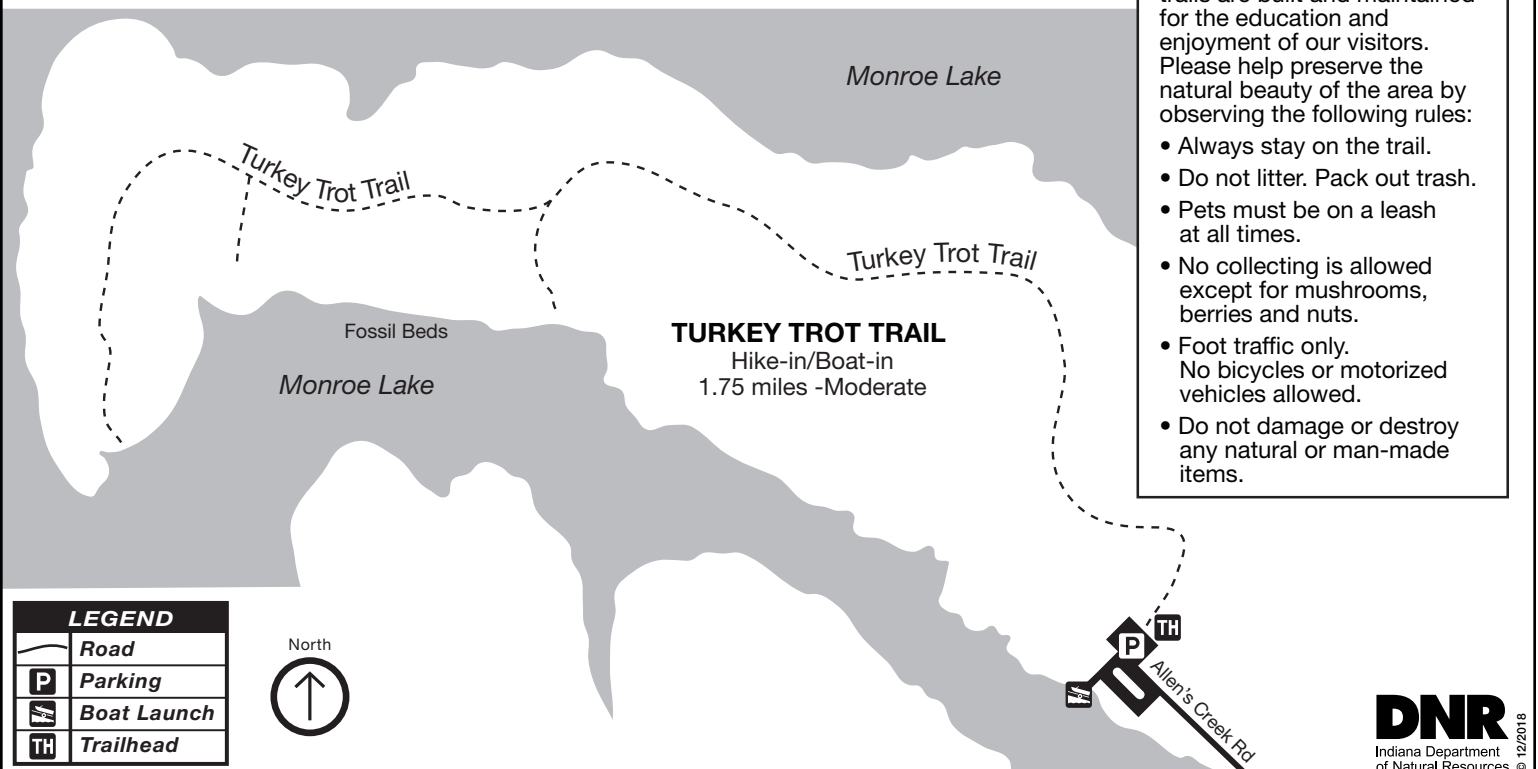 trails are built and maintained
for the education and
enjoyment of our visitors.
Please help preserve the
natural beauty of the area by
observing the following rules:
• Always stay on the trail.
• Do not litter. Pack out trash.
• Pets must be on a leash
at all times.
• No collecting is allowed
except for mushrooms,
berries and nuts.
• Foot traffic only.
No bicycles or motorized
vehicles allowed.
• Do not damage or destroy
any natural or man-made
items.
Monroe Lake
Turkey Trot Trail
Turkey Trot Trail
Fossil Beds
Monroe Lake
TURKEY TROT TRAIL
Hike-in/Boat-in
1.75 miles -Moderate
LEGEND
Road
P Parking
Boat Launch
TH Trailhead
North
TH
P
Allen's Creek Rd
DNR
Indiana Department
of Natural Resources
© 12/2018